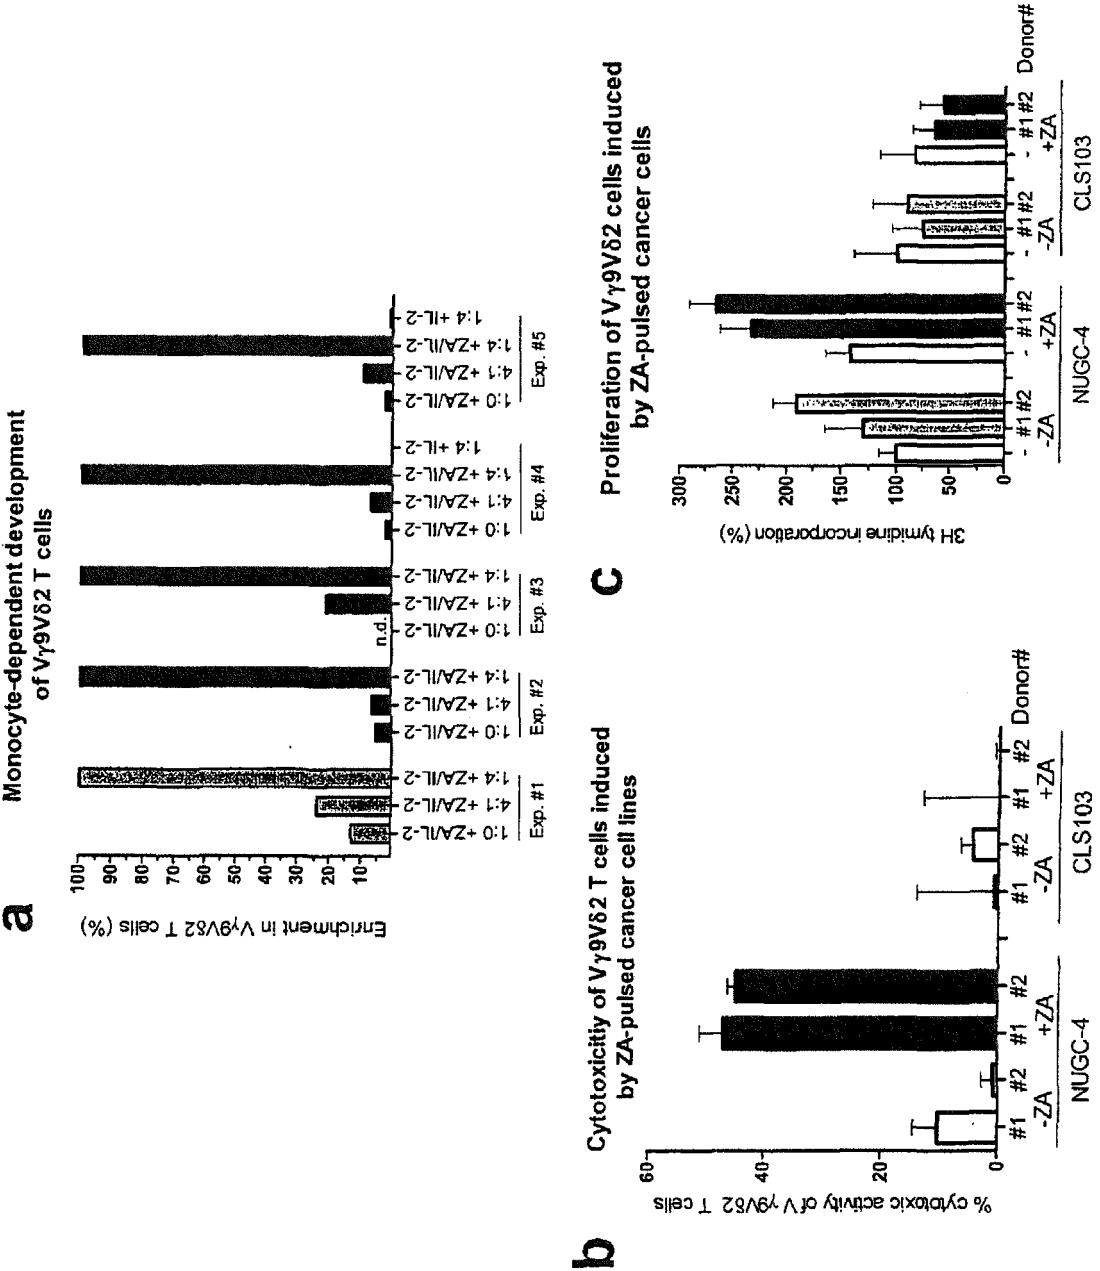 a
Monocyte-dependent development
of Vγ9Vδ2 T cells
Enrichment in Vγ9Vδ2 T cells (%)
100
90
80
70
60
50
40
30
20
10
1:0 +ZA/IL-2
4:1 +ZA/IL-2
1:4 +ZA/IL-2
Exp. #1
1:0 +ZA/IL-2
4:1 +ZA/IL-2
1:4 +ZA/IL-2
Exp. #2
n.d.
1:0 +ZA/IL-2
4:1 +ZA/IL-2
1:4 +ZA/IL-2
Exp. #3
1:0 +ZA/IL-2
4:1 +ZA/IL-2
1:4 +ZA/IL-2
1:4 +IL-2
Exp. #4
1:0 +ZA/IL-2
4:1 +ZA/IL-2
1:4 +ZA/IL-2
1:4 +IL-2
Exp. #5
b
Cytotoxicitiy of Vγ9Vδ2 T cells induced
by ZA-pulsed cancer cell lines
% cytotoxic activity of Vγ9Vδ2 T cells
60
40
20
0
#1 #2 #1 #2 #1 #2 #1 #2 Donor#
-ZA +ZA -ZA +ZA
NUGC-4 CLS103
C
Proliferation of Vγ9Vδ2 cells induced
by ZA-pulsed cancer cells
3H tymidine incorporation (%)
300
250
200
150
100
50
0
- #1 #2 - #1 #2 - #1 #2 - #1 #2 Donor#
-ZA +ZA -ZA +ZA
NUGC-4 CLS103